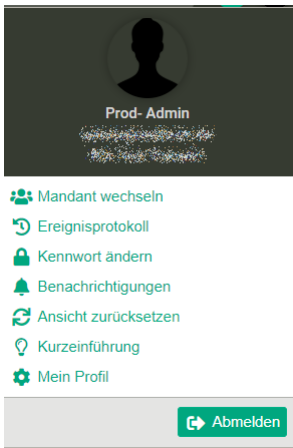 Prod- Admin
Mandant wechseln
Ereignisprotokoll
Kennwort ändern
Benachrichtigungen
Ansicht zurücksetzen
Kurzeinführung
Mein Profil
Abmelden